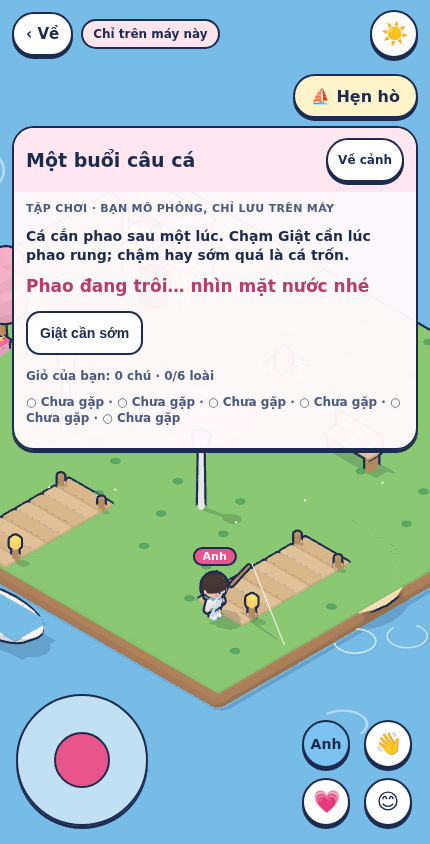 ‹ Về
Chỉ trên máy này
Hẹn hò
Một buổi câu cá
Về cảnh
TẬP CHƠI · BẠN MÔ PHỎNG, CHỈ LƯU TRÊN MÁY
Cá cắn phao sau một lúc. Chạm Giật cần lúc
phao rung; chậm hay sớm quá là cá trốn.
Phao đang trôi... nhìn mặt nước nhé
Giật cần sớm
Giỏ của bạn: 0 chú · 0/6 loài
○ Chưa gặp · ○ Chưa gặp · ○ Chưa gặp · ○ Chưa gặp · ○
Chưa gặp · ○ Chưa gặp
Anh
Anh